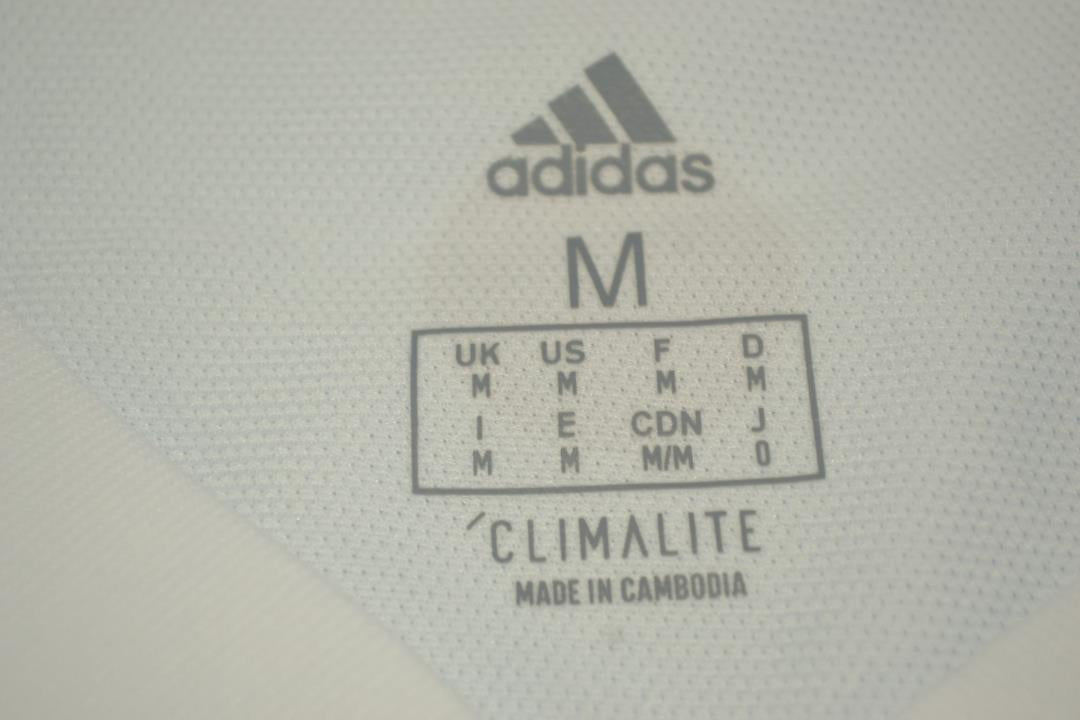 adidas
M
UK US F D
M M M M
I E CDN J
M M M/M O
´CLIMALITE
MADE IN CAMBODIA